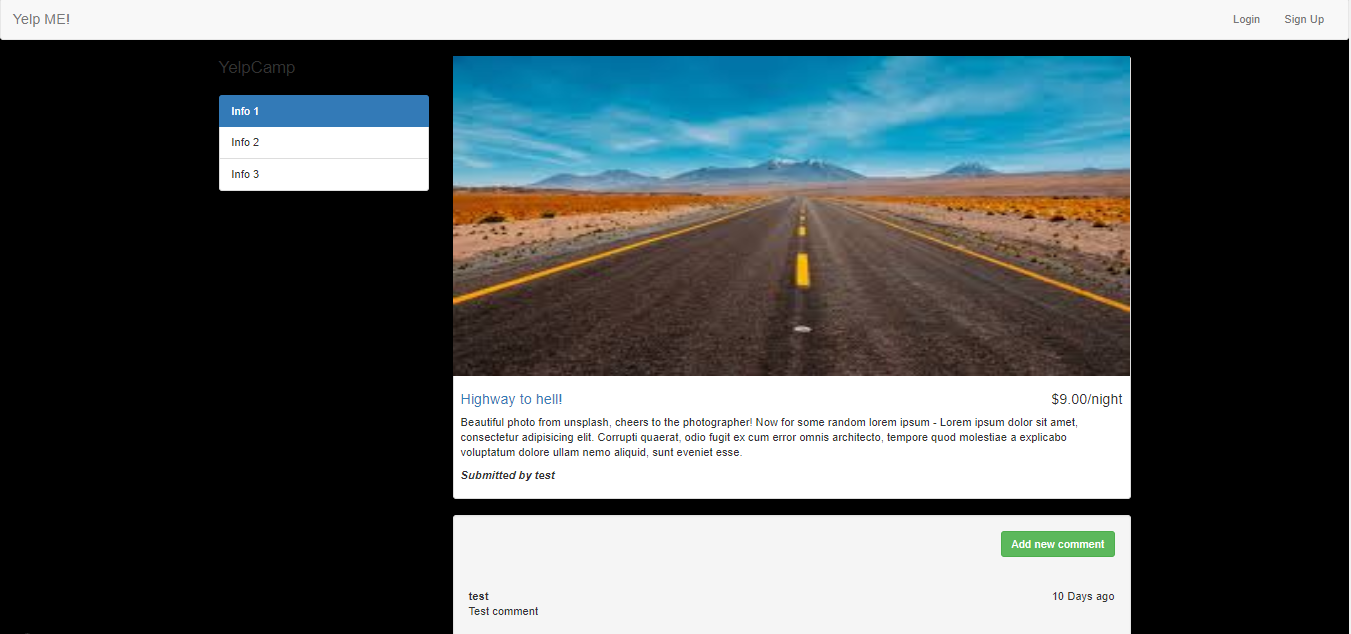 Yelp ME!
Login
Sign Up
YelpCamp
Info 1
Info 2
Info 3
Highway to hell!
$9.00/night
Beautiful photo from unsplash, cheers to the photographer! Now for some random lorem ipsum - Lorem ipsum dolor sit amet,
consectetur adipisicing elit. Corrupti quaerat, odio fugit ex cum error omnis architecto, tempore quod molestiae a explicabo
voluptatum dolore ullam nemo aliquid, sunt eveniet esse.
Submitted by test
Add new comment
test
10 Days ago
Test comment